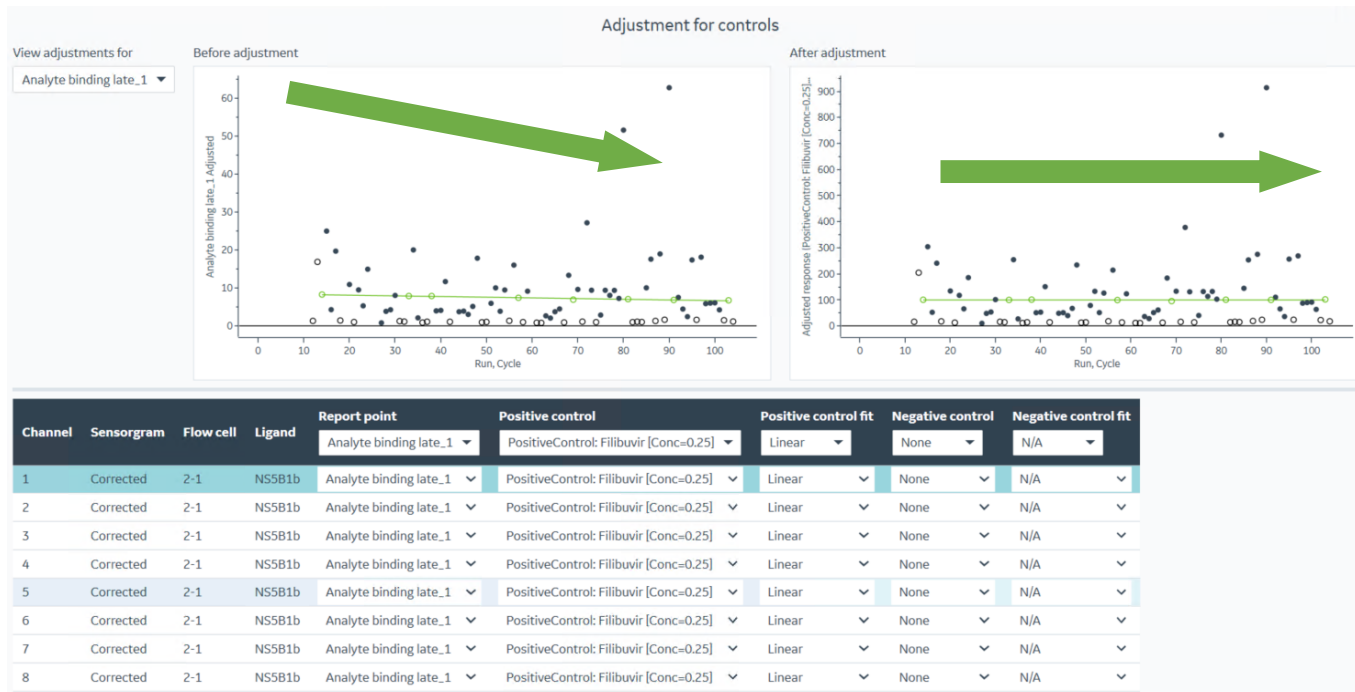 Adjustment for controls
View adjustments for
Analyte binding late_1
Before adjustment
Analyte binding late_1 Adjusted
60
50
40
30
20
10
0
0 10 20 30 40 50 60 70 80 90 100
Run, Cycle
After adjustment
Adjusted response [PositiveControl: Filibuvir [Conc=0.25]...
900
800
700
600
500
400
300
200
100
0
0 10 20 30 40 50 60 70 80 90 100
Run, Cycle
Channel Sensorgram Flow cell Ligand Report point Positive control Positive control fit Negative control Negative control fit
Analyte binding late_1 PositiveControl: Filibuvir [Conc=0.25] Linear None N/A
1 Corrected 2-1 NS5B1b Analyte binding late_1 PositiveControl: Filibuvir [Conc=0.25] Linear None N/A
2 Corrected 2-1 NS5B1b Analyte binding late_1 PositiveControl: Filibuvir [Conc=0.25] Linear None N/A
3 Corrected 2-1 NS5B1b Analyte binding late_1 PositiveControl: Filibuvir [Conc=0.25] Linear None N/A
4 Corrected 2-1 NS5B1b Analyte binding late_1 PositiveControl: Filibuvir [Conc=0.25] Linear None N/A
5 Corrected 2-1 NS5B1b Analyte binding late_1 PositiveControl: Filibuvir [Conc=0.25] Linear None N/A
6 Corrected 2-1 NS5B1b Analyte binding late_1 PositiveControl: Filibuvir [Conc=0.25] Linear None N/A
7 Corrected 2-1 NS5B1b Analyte binding late_1 PositiveControl: Filibuvir [Conc=0.25] Linear None N/A
8 Corrected 2-1 NS5B1b Analyte binding late_1 PositiveControl: Filibuvir [Conc=0.25] Linear None N/A